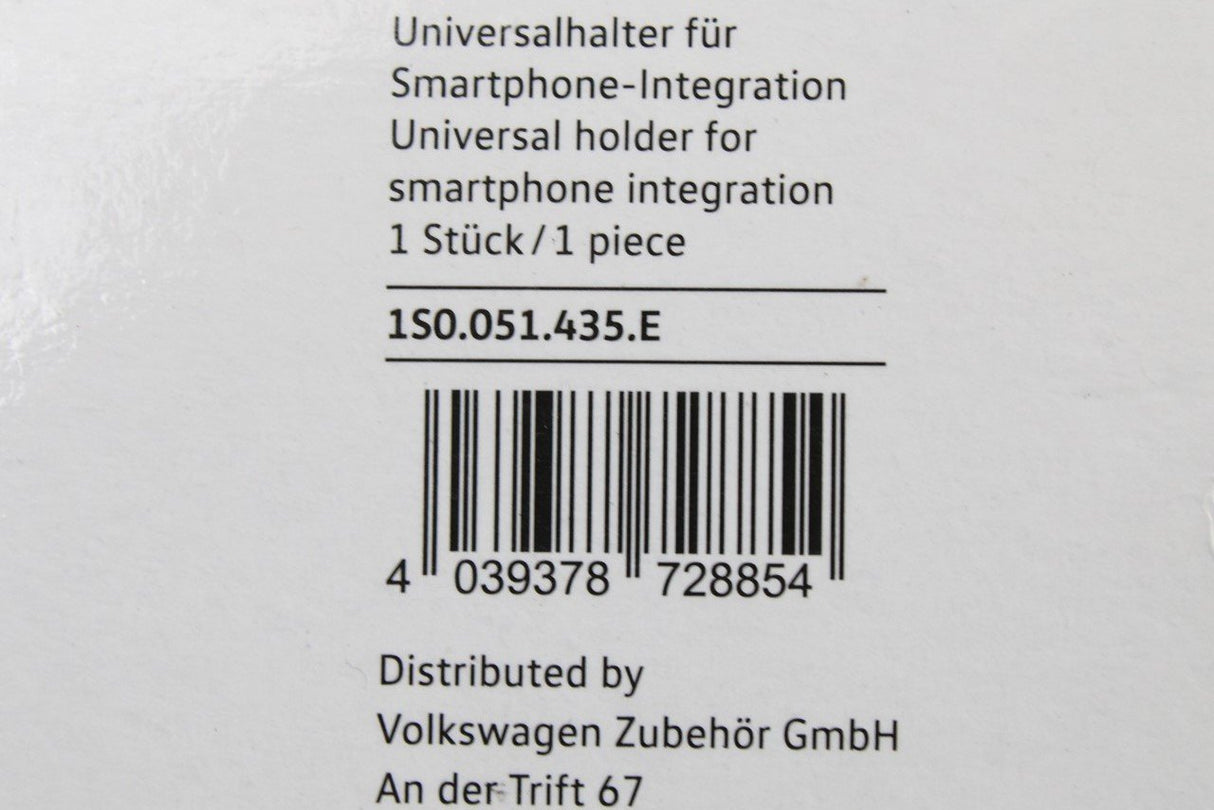 Universalhalter für
Smartphone-Integration
Universal holder for
smartphone integration
1 Stück / 1 piece
1S0.051.435.E
4 039378 728854
Distributed by
Volkswagen Zubehör GmbH
An der Trift 67